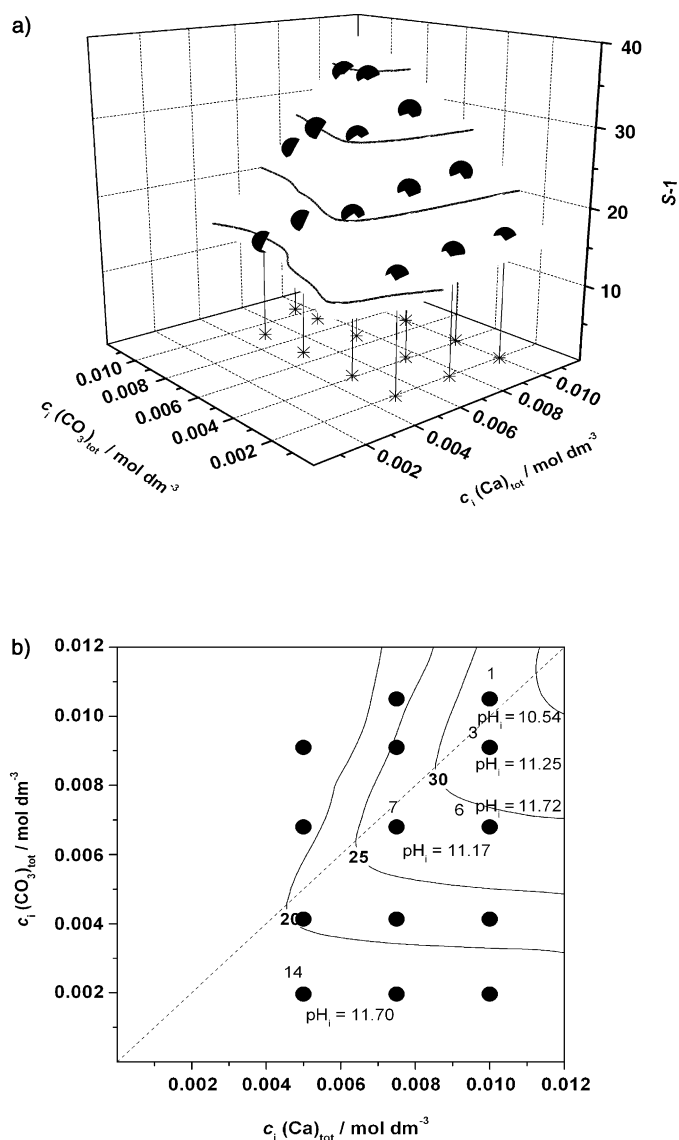 a)
40
30
20
10
S-1
0.010
0.008
0.006
0.004
0.002
c_i (CO_3)_tot / mol dm^-3
0.002
0.004
0.006
0.008
0.010
c_i (Ca)_tot / mol dm^-3
b)
0.012
0.010
0.008
0.006
0.004
0.002
c_i (CO_3)_tot / mol dm^-3
1
pH_i = 10.54
3
pH_i = 11.25
30
7
6
pH_i = 11.72
pH_i = 11.17
25
20
14
pH_i = 11.70
0.002
0.004
0.006
0.008
0.010
0.012
c_i (Ca)_tot / mol dm^-3